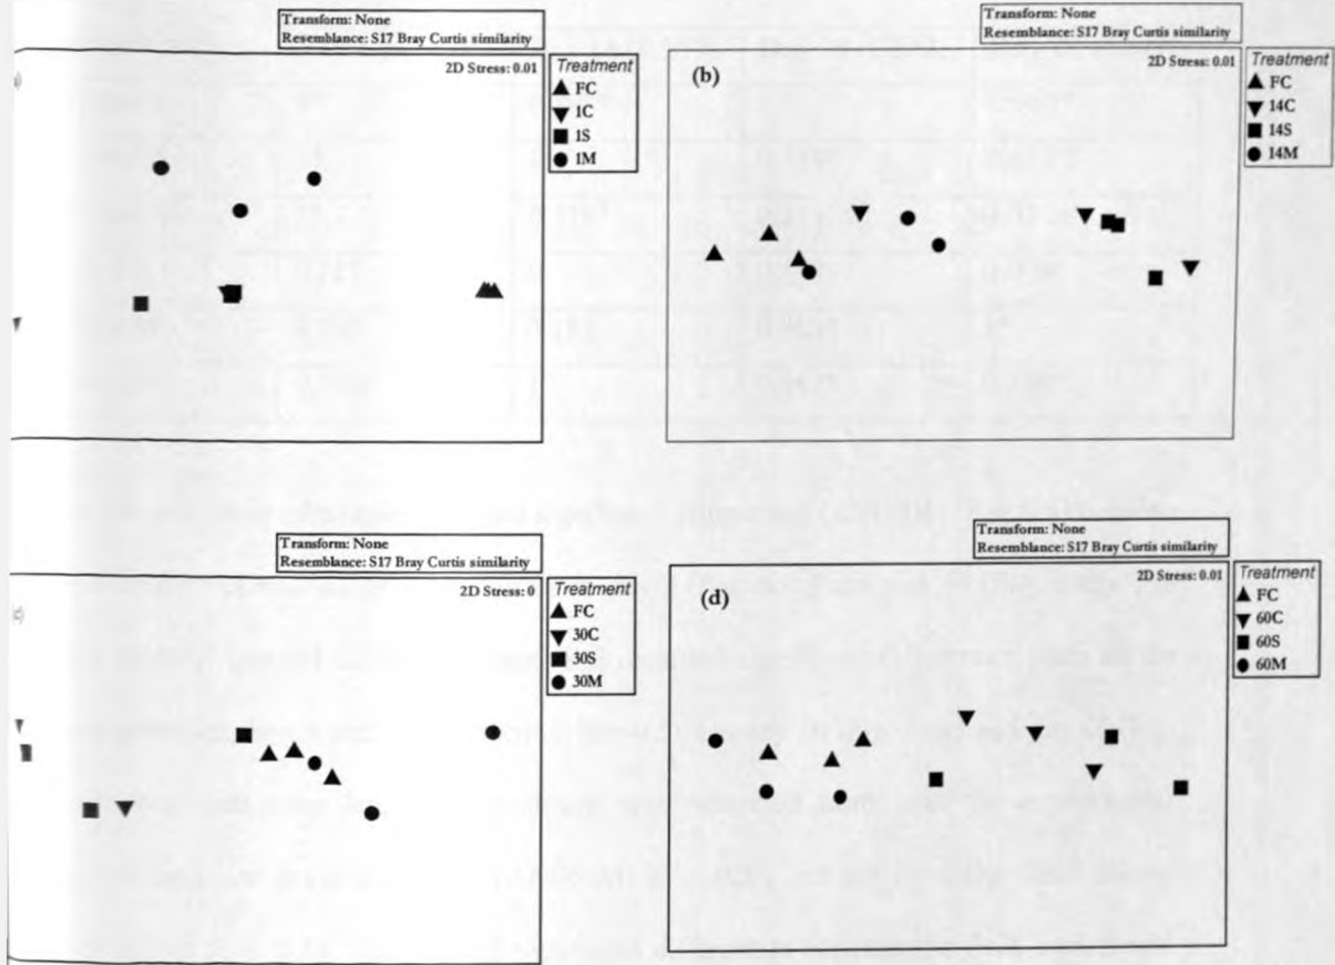 Transform: None
Resemblance: S17 Bray Curtis similarity
2D Stress: 0.01
Treatment
FC
1C
1S
1M
Transform: None
Resemblance: S17 Bray Curtis similarity
(b)
2D Stress: 0.01
Treatment
FC
14C
14S
14M
Transform: None
Resemblance: S17 Bray Curtis similarity
c)
2D Stress: 0
Treatment
FC
30C
30S
30M
Transform: None
Resemblance: S17 Bray Curtis similarity
(d)
2D Stress: 0.01
Treatment
FC
60C
60S
60M